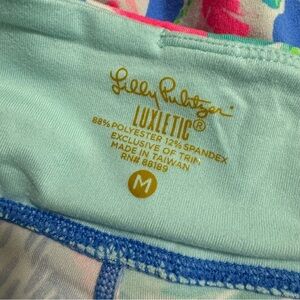 Lilly Pulitzer
LUXLETIC®
88% POLYESTER 12% SPANDEX
EXCLUSIVE OF TRIM
MADE IN TAIWAN
RN# 88189
M